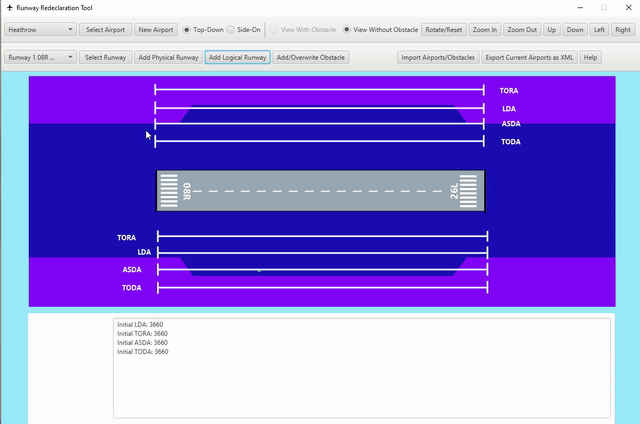 Runway Redeclaration Tool
Heathrow Select Airport New Airport Top-Down Side-On View With Obstacle View Without Obstacle Rotate/Reset Zoom In Zoom Out Up Down Left Right
Runway 1 08R ... Select Runway Add Physical Runway Add Logical Runway Add/Overwrite Obstacle Import Airports/Obstacles Export Current Airports as XML Help
TORA
LDA
ASDA
TODA
08R 26L
TORA
LDA
ASDA
TODA
Initial LDA: 3660
Initial TORA: 3660
Initial ASDA: 3660
Initial TODA: 3660